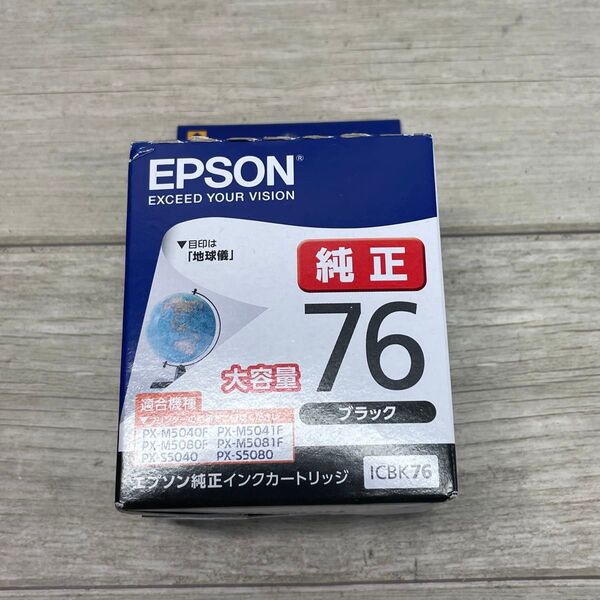 EPSON®
EXCEED YOUR VISION
▼目印は
「地球儀」
純正
76
大容量
ブラック
適合機種
PX-M5040F PX-M5041F
PX-M5080F PX-M5081F
PX-S5040 PX-S5080
エプソン純正インクカートリッジ
ICBK76